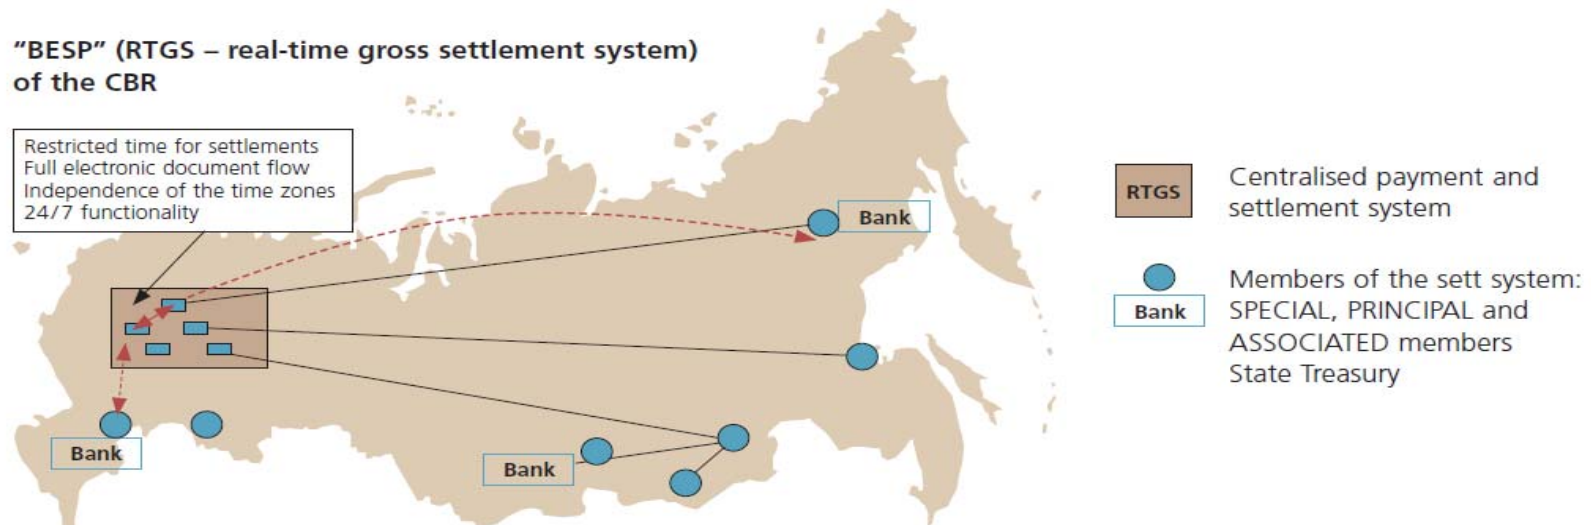 “BESP” (RTGS – real-time gross settlement system)
of the CBR
Restricted time for settlements
Full electronic document flow
Independence of the time zones
24/7 functionality
Bank
Bank
Bank
RTGS
Centralised payment and
settlement system
Bank
Members of the sett system:
SPECIAL, PRINCIPAL and
ASSOCIATED members
State Treasury